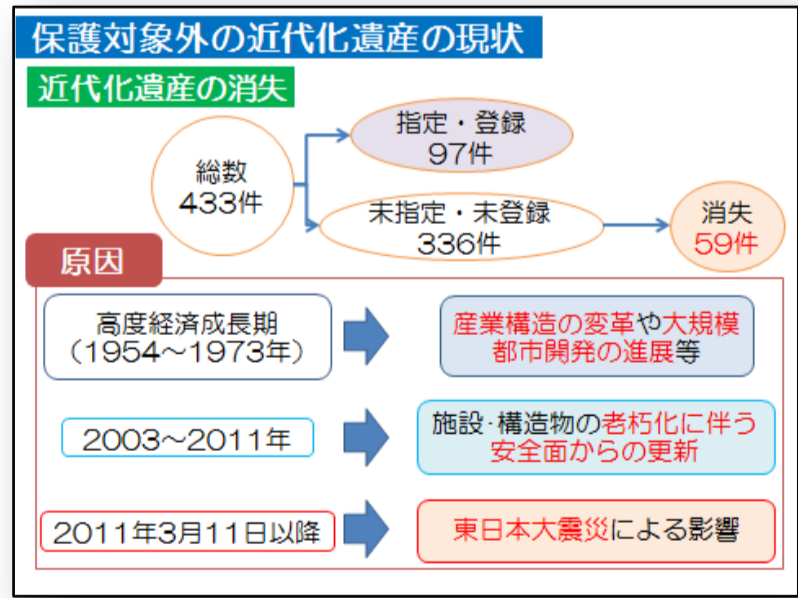 保護対象外の近代化遺産の現状
近代化遺産の消失
総数
433件
指定・登録
97件
未指定・未登録
336件
消失
59件
原因
高度経済成長期
（1954～1973年）
産業構造の変革や大規模
都市開発の進展等
2003～2011年
施設・構造物の老朽化に伴う
安全面からの更新
2011年3月11日以降
東日本大震災による影響